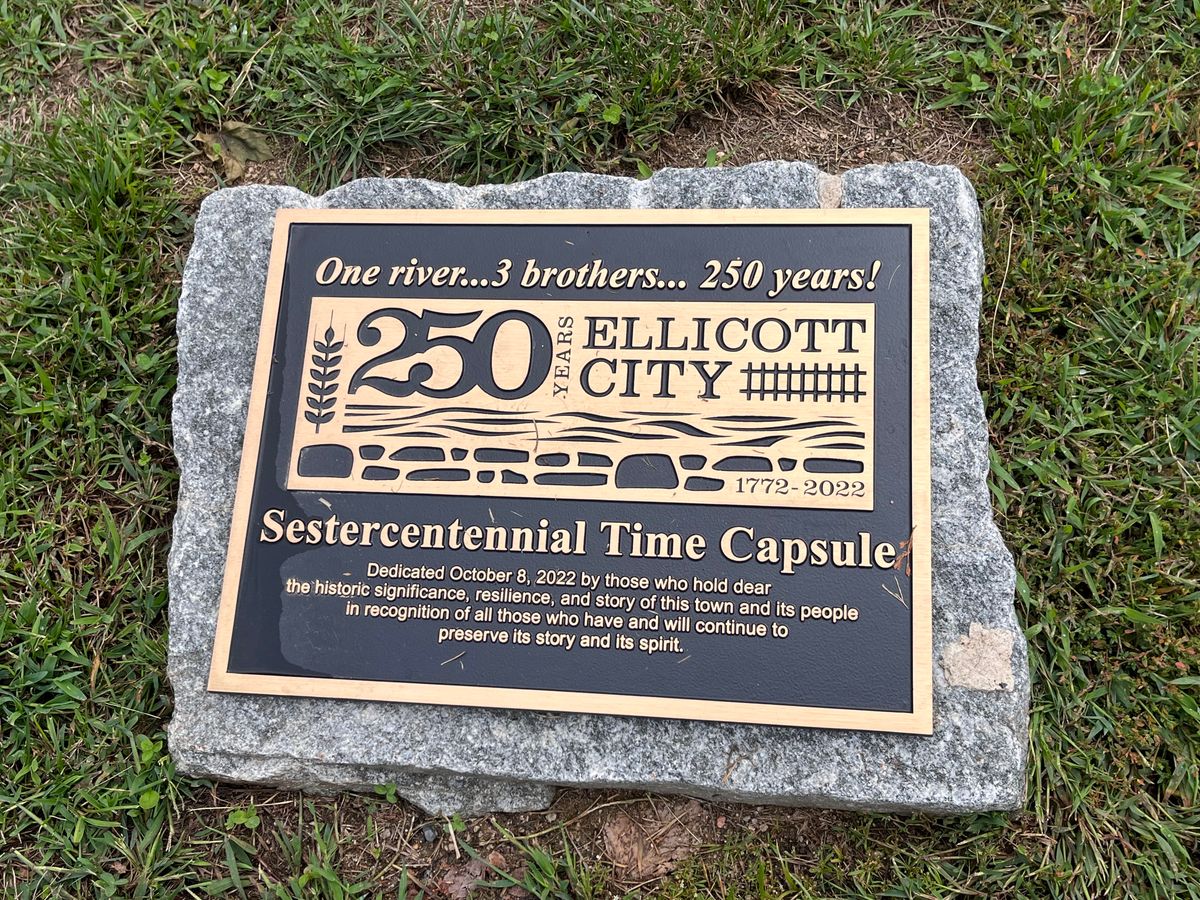 One river...3 brothers... 250 years!
250 YEARS ELLICOTT
CITY
1772-2022
Sestercentennial Time Capsule
Dedicated October 8, 2022 by those who hold dear
the historic significance, resilience, and story of this town and its people
in recognition of all those who have and will continue to
preserve its story and its spirit.